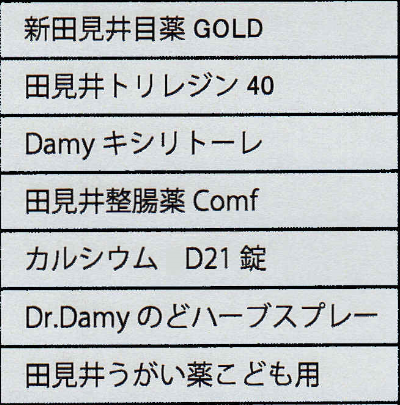 新田見井目薬 GOLD
田見井トリレジン 40
Damy キシリトーレ
田見井整腸薬 Comf
カルシウム　D21 錠
Dr.Damy のどハーブスプレー
田見井うがい薬こども用